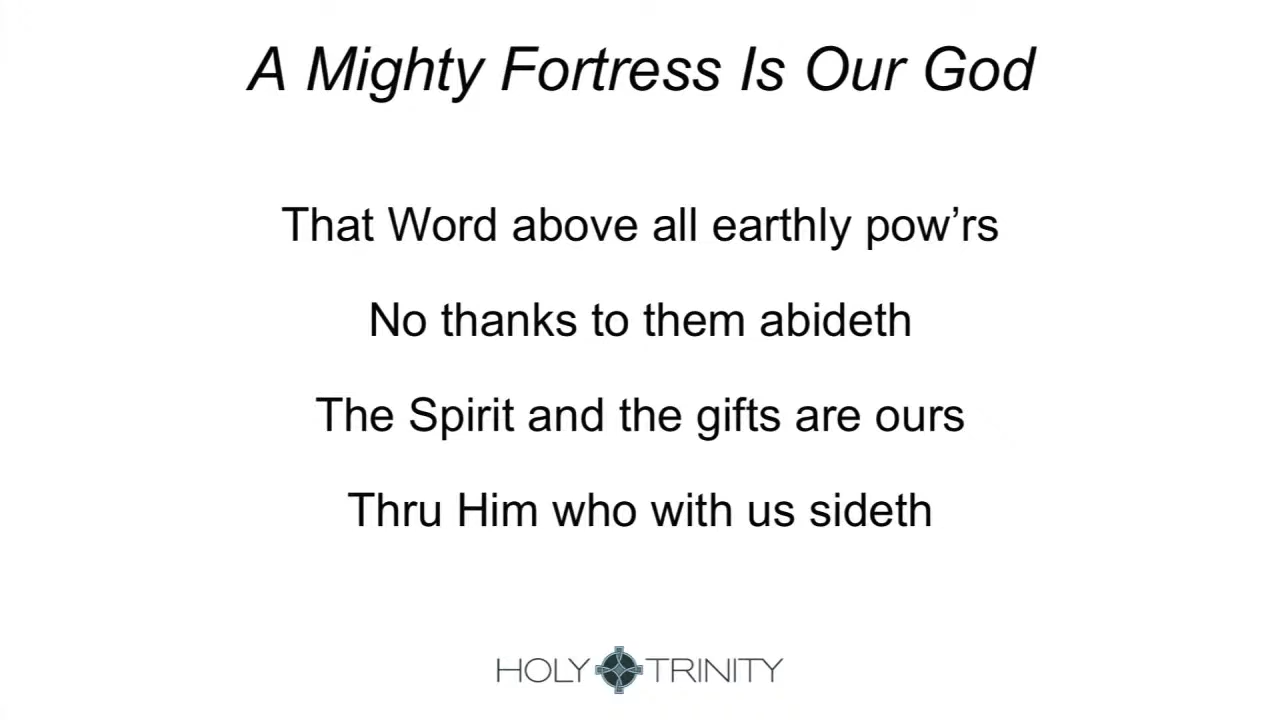 A Mighty Fortress Is Our God
That Word above all earthly pow’rs
No thanks to them abideth
The Spirit and the gifts are ours
Thru Him who with us sideth
HOLY TRINITY